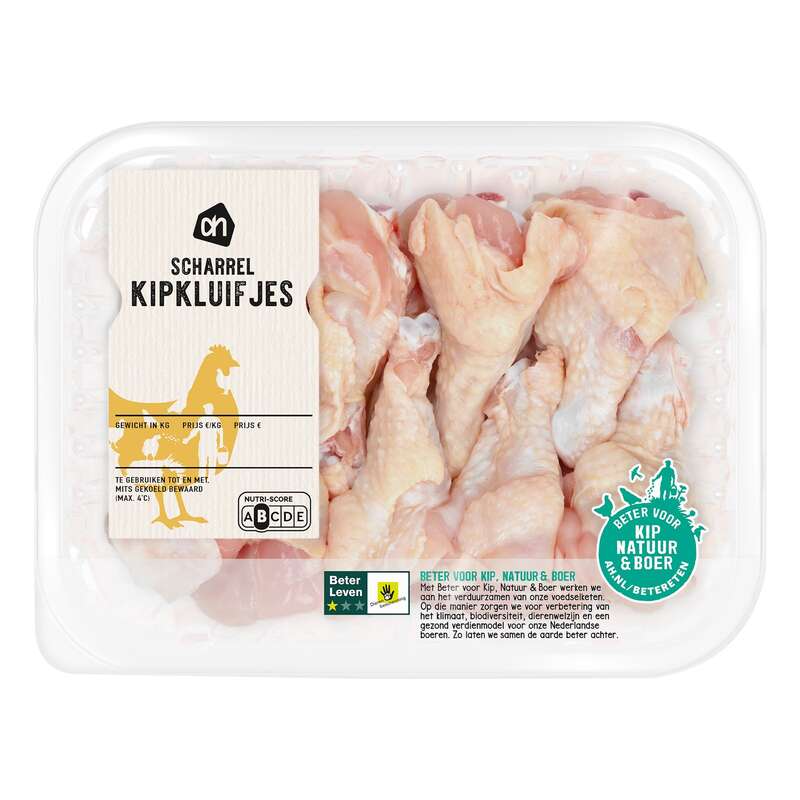 ah
SCHARREL
KIPKLUIFJES
GEWICHT IN KG PRIJS €/KG PRIJS €
TE GEBRUIKEN TOT EN MET,
MITS GEKOELD BEWAARD
(MAX. 4°C)
NUTRI-SCORE
A B C D E
Beter
Leven
Dierenbescherming
BETER VOOR KIP, NATUUR & BOER
Met Beter voor Kip, Natuur & Boer werken we
aan het verduurzamen van onze voedselketen.
Op die manier zorgen we voor verbetering van
het klimaat, biodiversiteit, dierenwelzijn en een
gezond verdienmodel voor onze Nederlandse
boeren. Zo laten we samen de aarde beter achter.
BETER VOOR
KIP
NATUUR
& BOER
AH.NL/BETERETEN